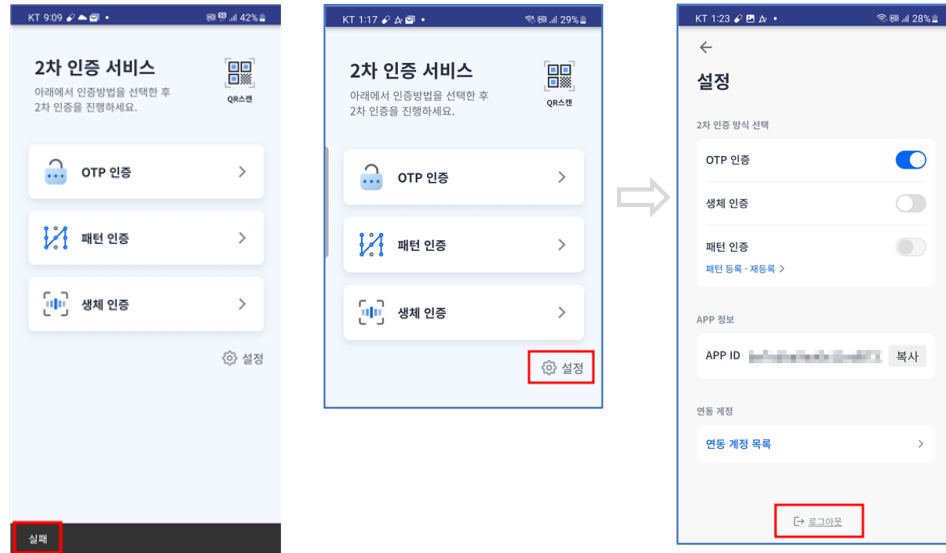 KT 9:09
42%
2차 인증 서비스
아래에서 인증방법을 선택한 후
2차 인증을 진행하세요.
QR스캔
OTP 인증
패턴 인증
생체 인증
설정
실패
KT 1:17
29%
2차 인증 서비스
아래에서 인증방법을 선택한 후
2차 인증을 진행하세요.
QR스캔
OTP 인증
패턴 인증
생체 인증
설정
KT 1:23
28%
설정
2차 인증 방식 선택
OTP 인증
생체 인증
패턴 인증
패턴 등록 · 재등록
APP 정보
APP ID
복사
연동 계정
연동 계정 목록
로그아웃